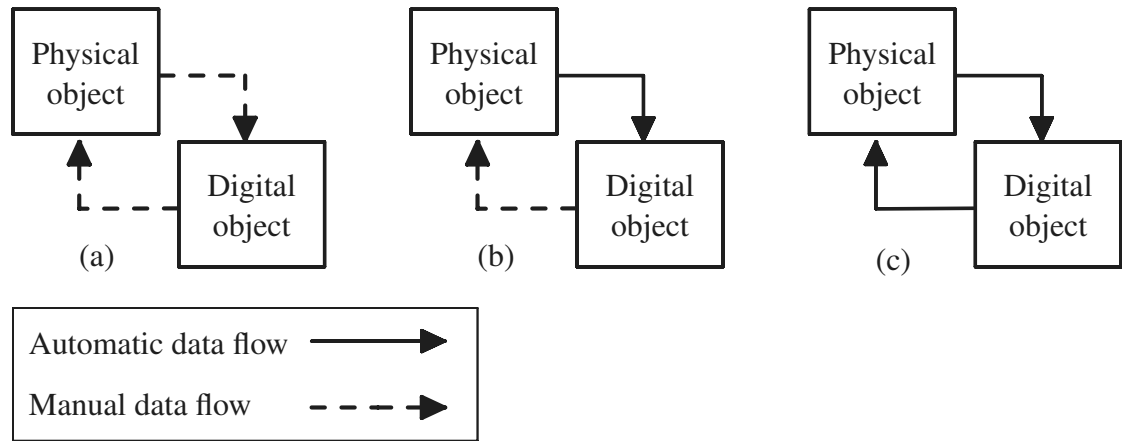 Physical
object
Digital
object
(a)
Physical
object
Digital
object
(b)
Physical
object
Digital
object
(c)
Automatic data flow
Manual data flow